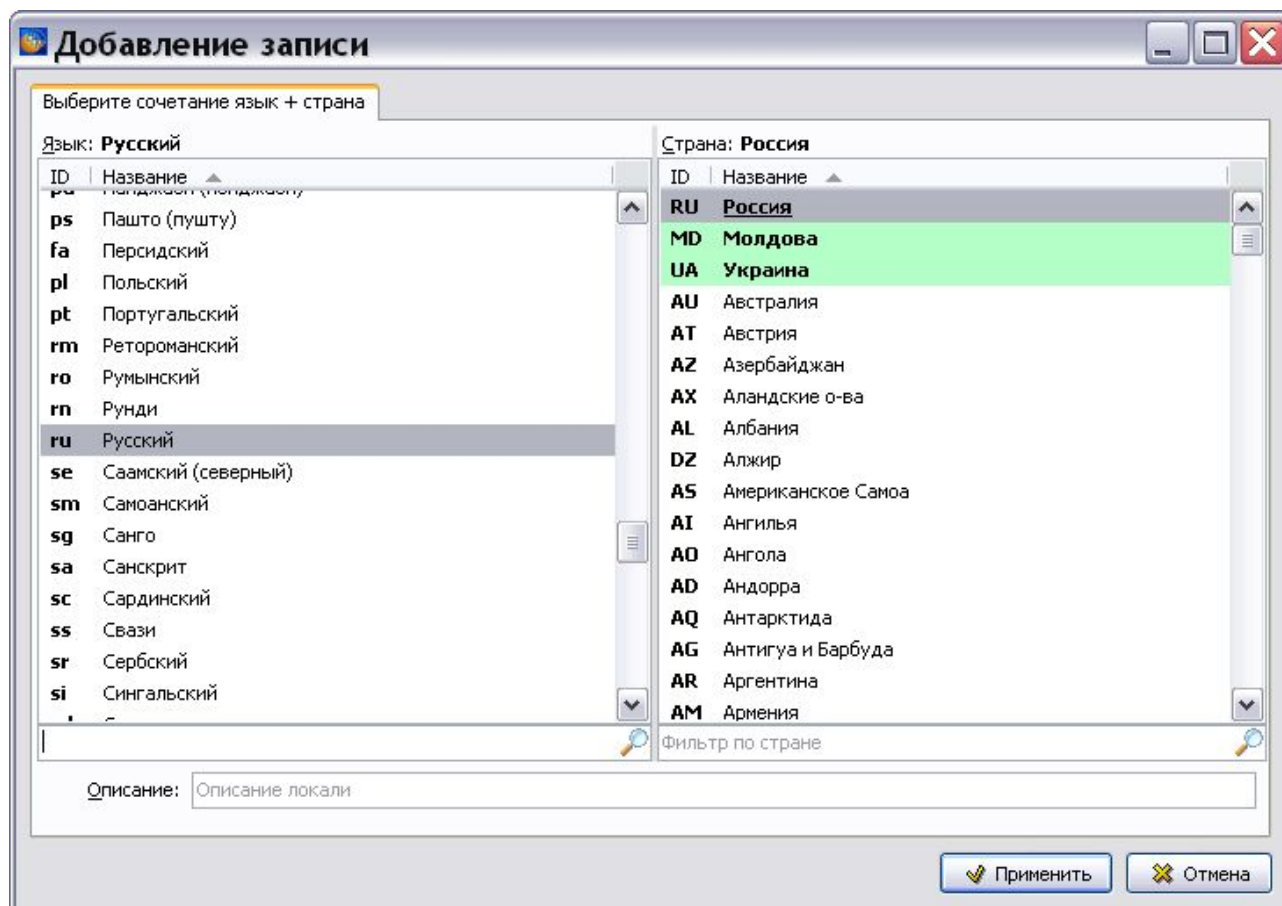 Добавление записи
Выберите сочетание язык + страна
Язык: Русский
ID Название
ps Пашто (пушту)
fa Персидский
pl Польский
pt Португальский
rm Ретороманский
ro Румынский
rn Рунди
ru Русский
se Саамский (северный)
sm Самоанский
sg Санго
sa Санскрит
sc Сардинский
ss Свази
sr Сербский
si Сингальский
Страна: Россия
ID Название
RU Россия
MD Молдова
UA Украина
AU Австралия
AT Австрия
AZ Азербайджан
AX Аландские о-ва
AL Албания
DZ Алжир
AS Американское Самоа
AI Ангилья
AO Ангола
AD Андорра
AQ Антарктида
AG Антигуа и Барбуда
AR Аргентина
AM Армения
Фильтр по стране
Описание: Описание локали
Применить
Отмена